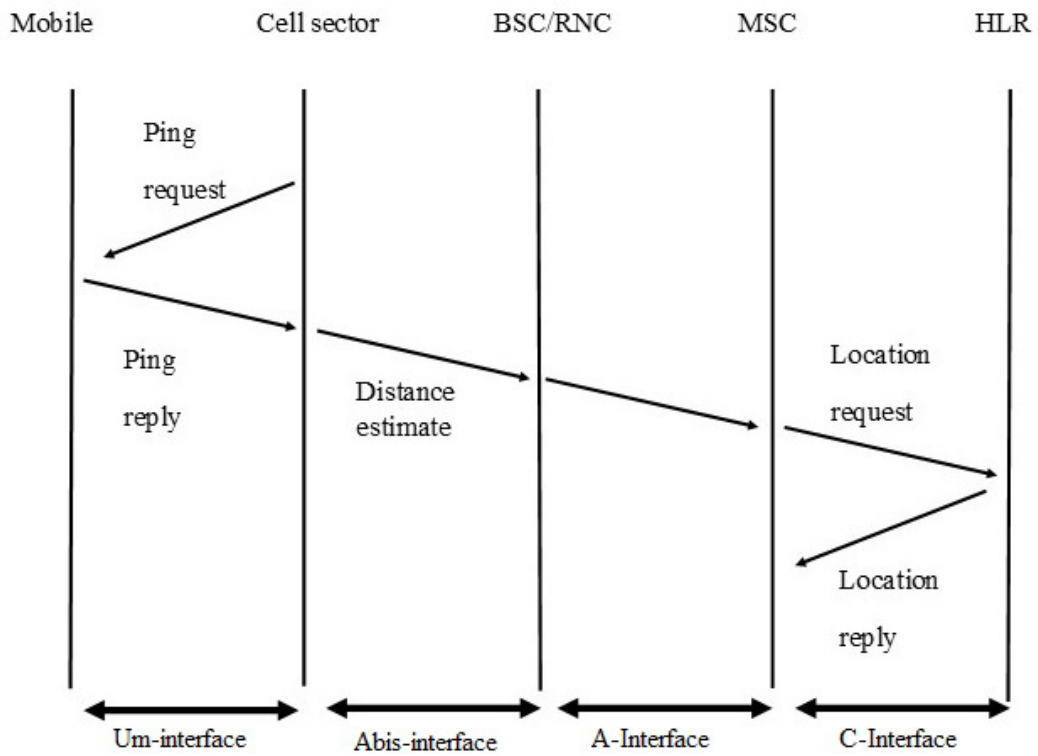 Mobile
Cell sector
BSC/RNC
MSC
HLR
Ping
request
Ping
reply
Distance
estimate
Location
request
Location
reply
Um-interface
Abis-interface
A-Interface
C-Interface